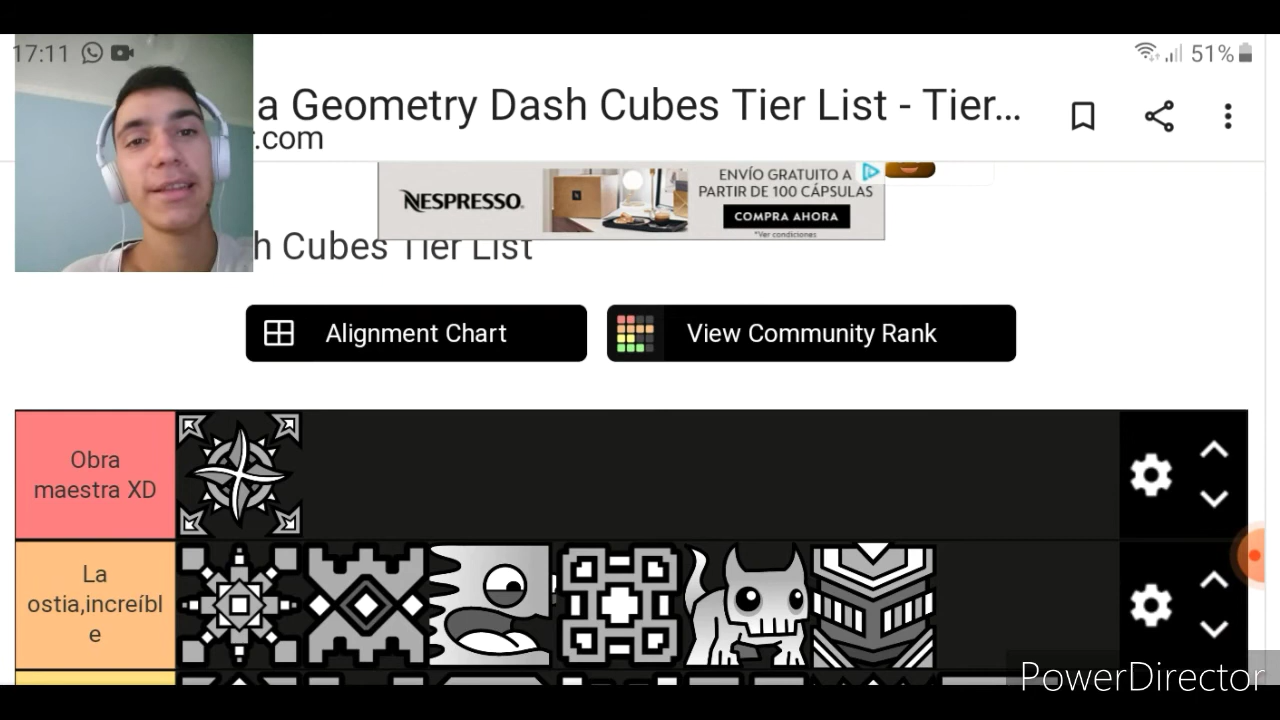 17:11
51%
a Geometry Dash Cubes Tier List - Tier...
.com
NESPRESSO.
ENVÍO GRATUITO A
PARTIR DE 100 CÁPSULAS
COMPRA AHORA
*Ver condiciones
h Cubes Tier List
Alignment Chart
View Community Rank
Obra
maestra XD
La
ostia,increíbl
e
PowerDirector